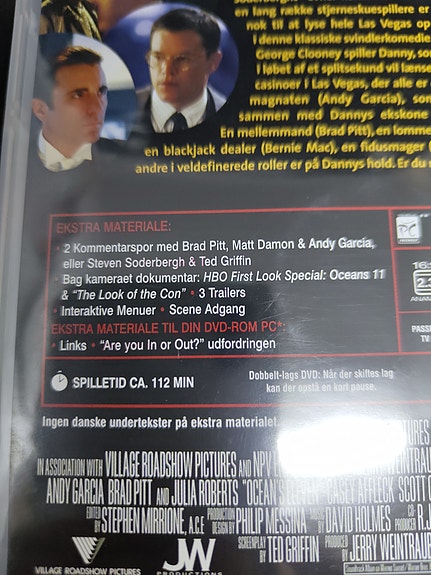 en lang række stjerneskuespillere er
nok til at lyse hele Las Vegas op
I denne klassiske svindlerkomedie
George Clooney spiller Danny, som
I løbet af et splitsekund vil
casinoer i Las Vegas, der alle er
magnaten (Andy Garcia), som
sammen med Dannys ekskone
En mellemmand (Brad Pitt), en
en blackjack dealer (Bernie Mac), en fidusmager
andre i veldefinerede roller er på Dannys hold. Er du
EKSTRA MATERIALE:
• 2 Kommentarspor med Brad Pitt, Matt Damon & Andy Garcia,
eller Steven Soderbergh & Ted Griffin
• Bag kameraet dokumentar: HBO First Look Special: Oceans 11
& "The Look of the Con" • 3 Trailers
• Interaktive Menuer • Scene Adgang
EKSTRA MATERIALE TIL DIN DVD-ROM PC*:
• Links • "Are you In or Out?" udfordringen
PC
SPILLETID CA. 112 MIN
Dobbelt-lags DVD: Når der skiftes lag
kan der opstå en kort pause.
Ingen danske undertekster på ekstra materialet.
IN ASSOCIATION WITH VILLAGE ROADSHOW PICTURES AND NPV
ANDY GARCIA BRAD PITT AND JULIA ROBERTS "OCEAN'S ELEVEN" CASEY AFFLECK SCOTT
EDITED BY STEPHEN MIRRIONE, A.C.E. PRODUCTION DESIGN BY PHILIP MESSINA MUSIC BY DAVID HOLMES CO-PRODUCER
SCREENPLAY BY TED GRIFFIN PRODUCED BY JERRY WEINTRAUB
VILLAGE ROADSHOW PICTURES
JW
PRODUCTIONS